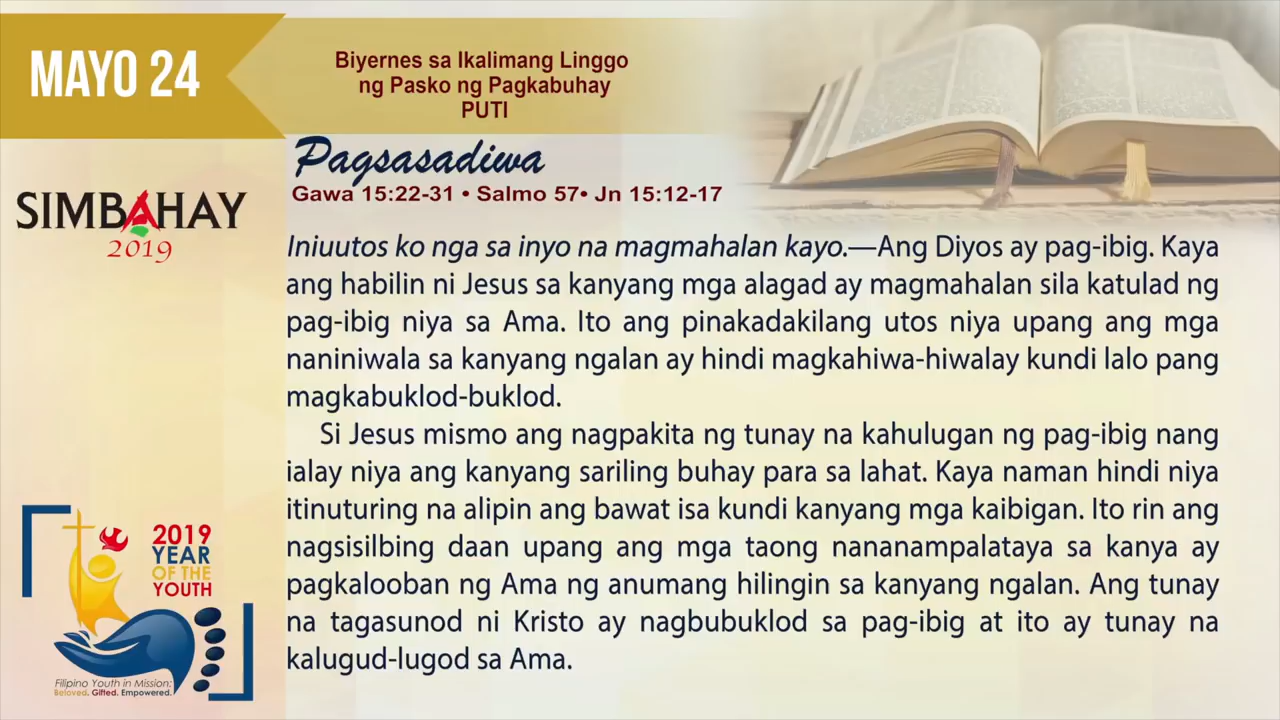 MAYO 24
Biyernes sa Ikalimang Linggo
ng Pasko ng Pagkabuhay
PUTI
Pagsasadiwa
Gawa 15:22-31 • Salmo 57• Jn 15:12-17
SIMBAHAY
2019
Iniuutos ko nga sa inyo na magmahalan kayo.—Ang Diyos ay pag-ibig. Kaya
ang habilin ni Jesus sa kanyang mga alagad ay magmahalan sila katulad ng
pag-ibig niya sa Ama. Ito ang pinakadakilang utos niya upang ang mga
naniniwala sa kanyang ngalan ay hindi magkahiwa-hiwalay kundi lalo pang
magkabuklod-buklod.
Si Jesus mismo ang nagpakita ng tunay na kahulugan ng pag-ibig nang
ialay niya ang kanyang sariling buhay para sa lahat. Kaya naman hindi niya
itinuturing na alipin ang bawat isa kundi kanyang mga kaibigan. Ito rin ang
nagsisilbing daan upang ang mga taong nananampalataya sa kanya ay
pagkalooban ng Ama ng anumang hilingin sa kanyang ngalan. Ang tunay
na tagasunod ni Kristo ay nagbubuklod sa pag-ibig at ito ay tunay na
kalugud-lugod sa Ama.
2019
YEAR
OF THE
YOUTH
Filipino Youth in Mission:
Beloved. Gifted. Empowered.